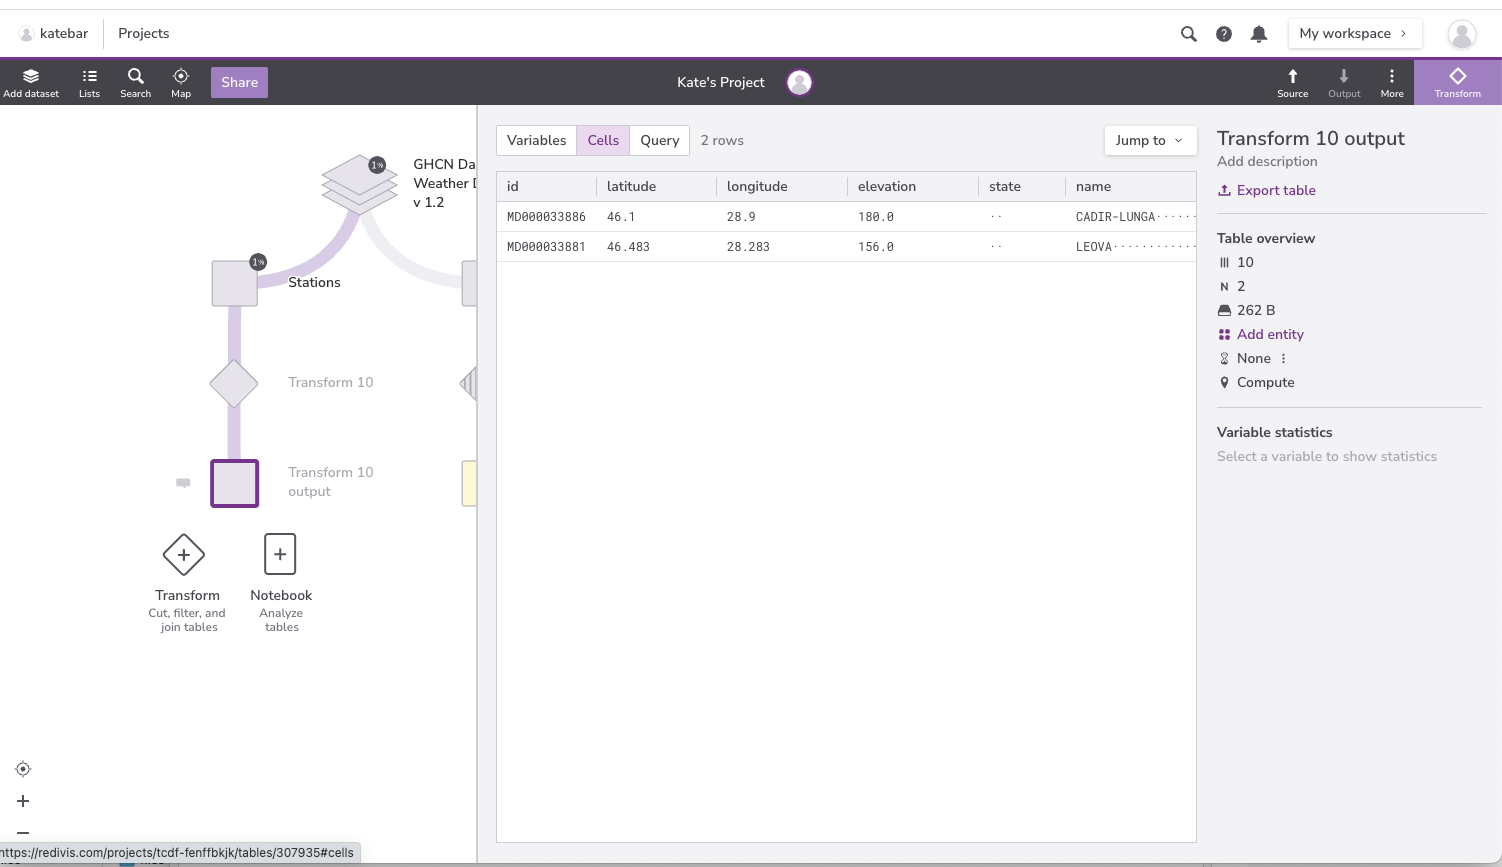 katebar
Projects
My workspace
Add dataset
Lists
Search
Map
Share
Kate's Project
Source
Output
More
Transform
1%
GHCN Da
Weather D
v 1.2
1%
Stations
Transform 10
Transform 10
output
Transform
Cut, filter, and
join tables
Notebook
Analyze
tables
https://redivis.com/projects/tcdf-fenffbkjk/tables/307935#cells
Variables
Cells
Query
2 rows
Jump to
id latitude longitude elevation state name
MD000033886 46.1 28.9 180.0 ·· CADIR-LUNGA·····
MD000033881 46.483 28.283 156.0 ·· LEOVA············
Transform 10 output
Add description
Export table
Table overview
10
N 2
262 B
Add entity
None
Compute
Variable statistics
Select a variable to show statistics